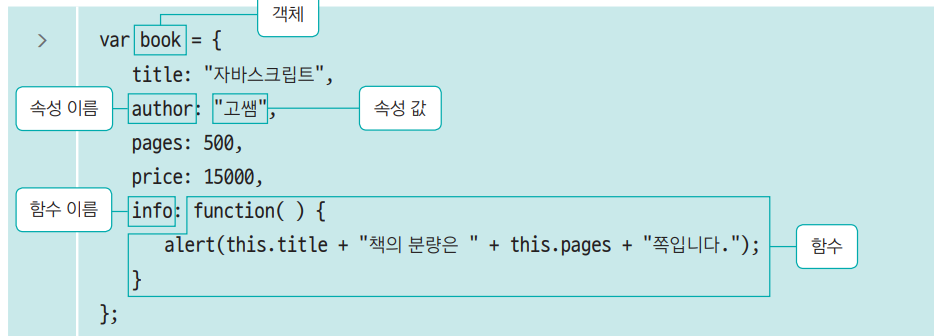 객체
> var book = {
title: "자바스크립트",
속성 이름 author: "고쌤", 속성 값
pages: 500,
price: 15000,
함수 이름 info: function( ) {
alert(this.title + "책의 분량은 " + this.pages + "쪽입니다."); 함수
}
};